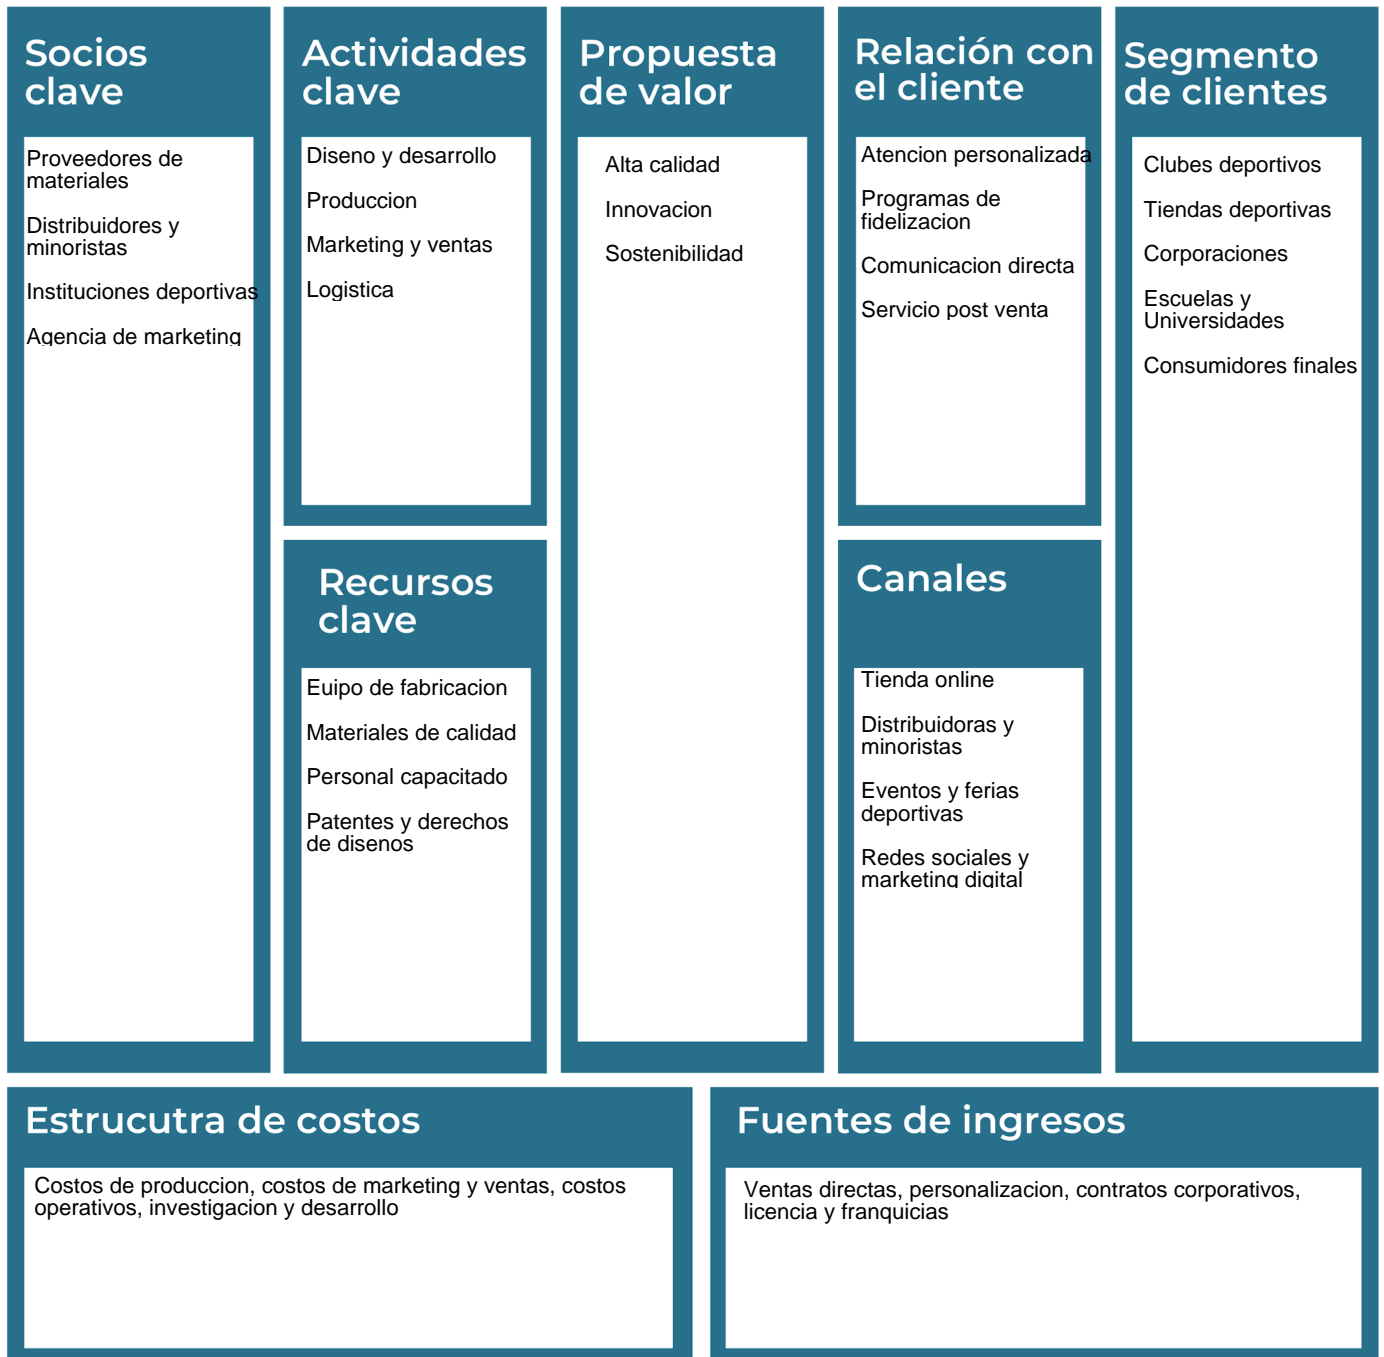 Socios
clave
Proveedores de
materiales
Distribuidores y
minoristas
Instituciones deportivas
Agencia de marketing
Actividades
clave
Diseno y desarrollo
Produccion
Marketing y ventas
Logistica
Recursos
clave
Euipo de fabricacion
Materiales de calidad
Personal capacitado
Patentes y derechos
de disenos
Propuesta
de valor
Alta calidad
Innovacion
Sostenibilidad
Relación con
el cliente
Atencion personalizada
Programas de
fidelizacion
Comunicacion directa
Servicio post venta
Canales
Tienda online
Distribuidoras y
minoristas
Eventos y ferias
deportivas
Redes sociales y
marketing digital
Segmento
de clientes
Clubes deportivos
Tiendas deportivas
Corporaciones
Escuelas y
Universidades
Consumidores finales
Estrucutra de costos
Costos de produccion, costos de marketing y ventas, costos
operativos, investigacion y desarrollo
Fuentes de ingresos
Ventas directas, personalizacion, contratos corporativos,
licencia y franquicias